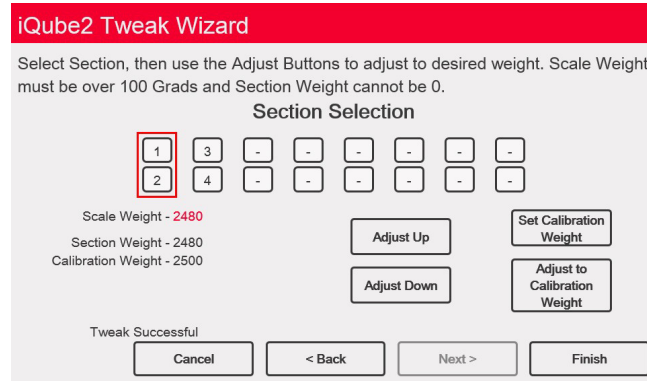 iQube2 Tweak Wizard
Select Section, then use the Adjust Buttons to adjust to desired weight. Scale Weight
must be over 100 Grads and Section Weight cannot be 0.
Section Selection
1 3 - - - - - -
2 4 - - - - - -
Scale Weight - 2480
Section Weight - 2480
Calibration Weight - 2500
Adjust Up
Adjust Down
Set Calibration
Weight
Adjust to
Calibration
Weight
Tweak Successful
Cancel < Back Next > Finish